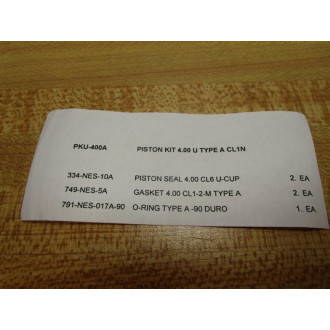 PKU-400A PISTON KIT 4.00 U TYPE A CL1N
334-NES-10A PISTON SEAL 4.00 CL6 U-CUP 2. EA
749-NES-5A GASKET 4.00 CL1-2-M TYPE A 2. EA
791-NES-017A-90 O-RING TYPE A -90 DURO 1. EA